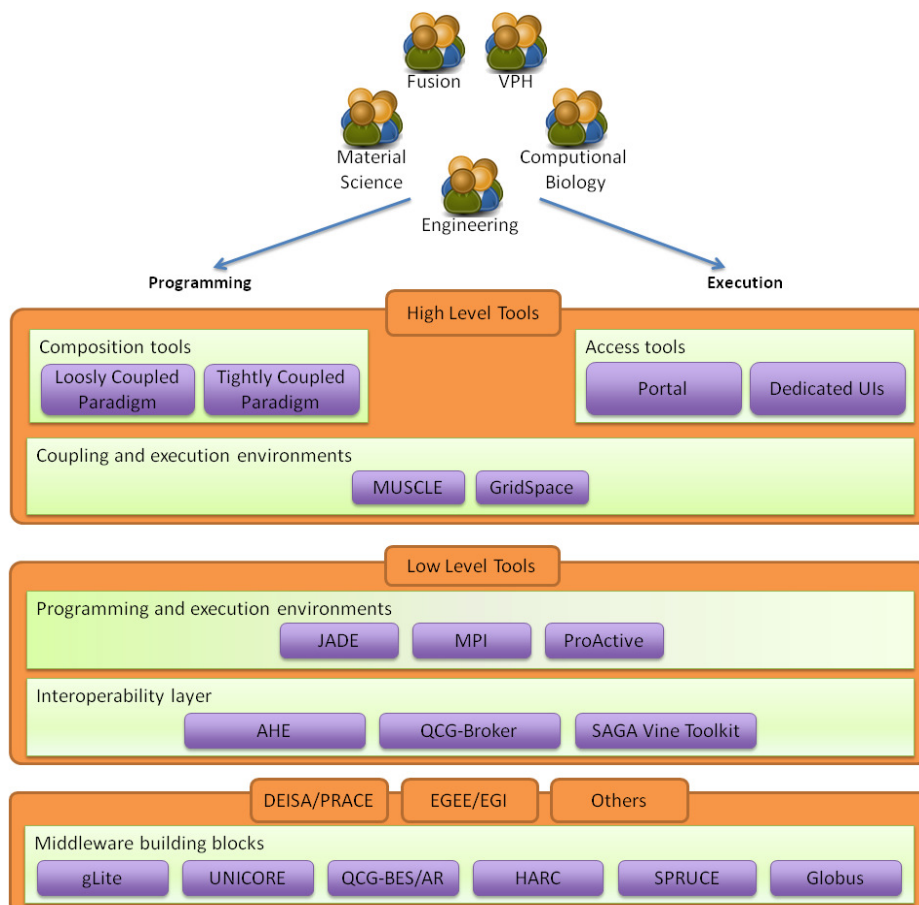 Fusion
VPH
Material
Science
Computional
Biology
Engineering
Programming
Execution
High Level Tools
Composition tools
Loosly Coupled
Paradigm
Tightly Coupled
Paradigm
Access tools
Portal
Dedicated UIs
Coupling and execution environments
MUSCLE
GridSpace
Low Level Tools
Programming and execution environments
JADE
MPI
ProActive
Interoperability layer
AHE
QCG-Broker
SAGA Vine Toolkit
DEISA/PRACE
EGEE/EGI
Others
Middleware building blocks
gLite
UNICORE
QCG-BES/AR
HARC
SPRUCE
Globus